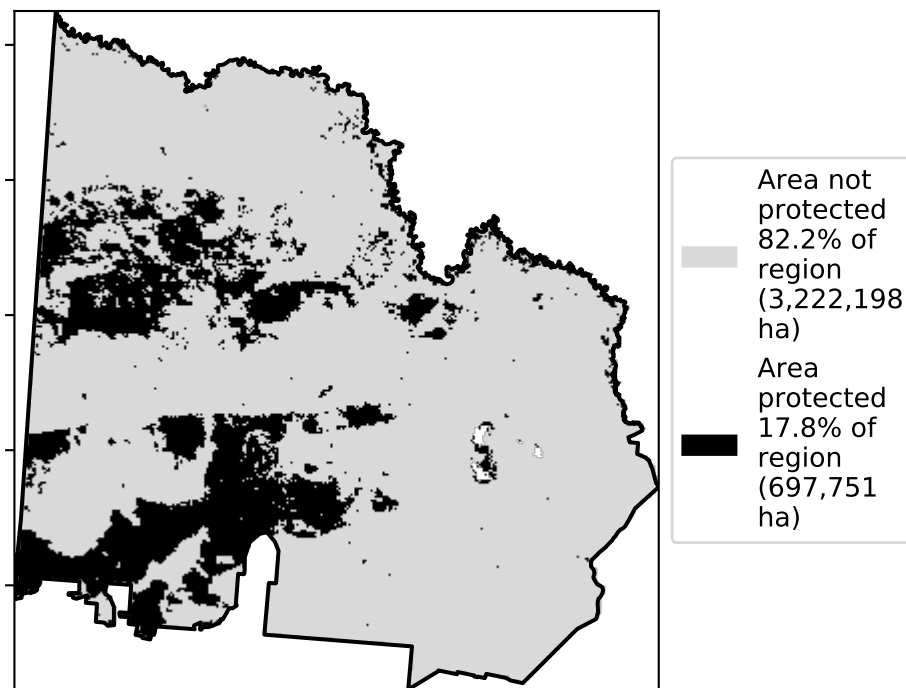 Area not
protected
82.2% of
region
(3,222,198
ha)
Area
protected
17.8% of
region
(697,751
ha)